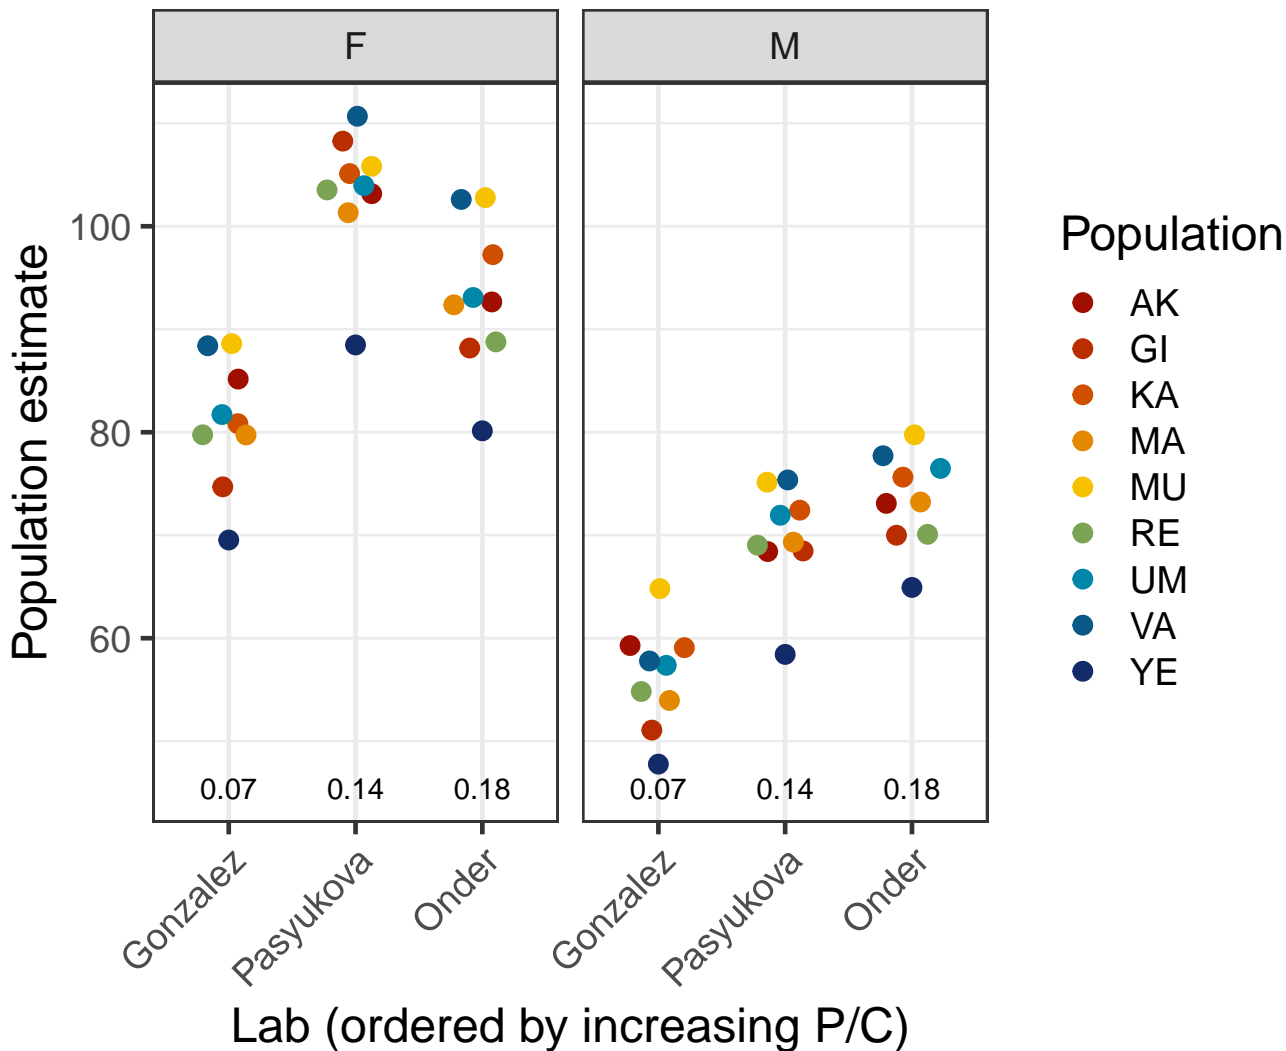 F
M
Population estimate
100
80
60
0.07
0.14
0.18
0.07
0.14
0.18
Gonzalez
Pasyukova
Onder
Gonzalez
Pasyukova
Onder
Lab (ordered by increasing P/C)
Population
AK
GI
KA
MA
MU
RE
UM
VA
YE